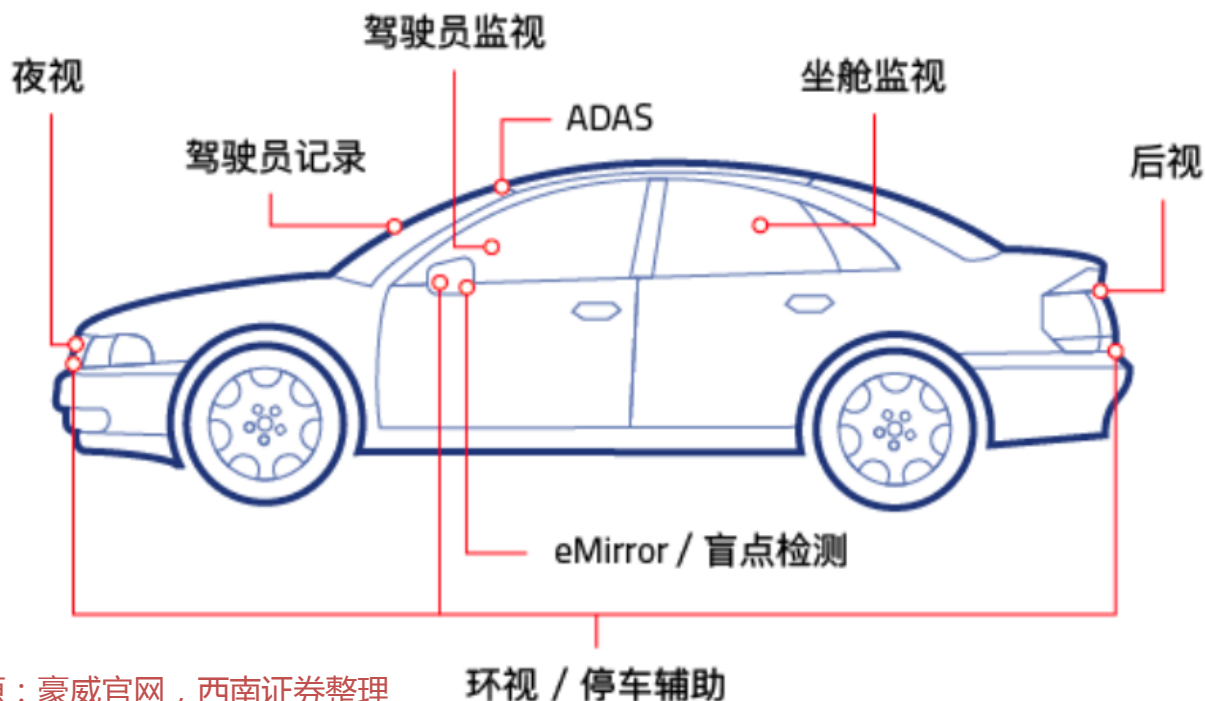 驾驶员监视
夜视
坐舱监视
ADAS
驾驶员记录
后视
eMirror / 盲点检测
环视 / 停车辅助
：豪威官网，西南证券整理